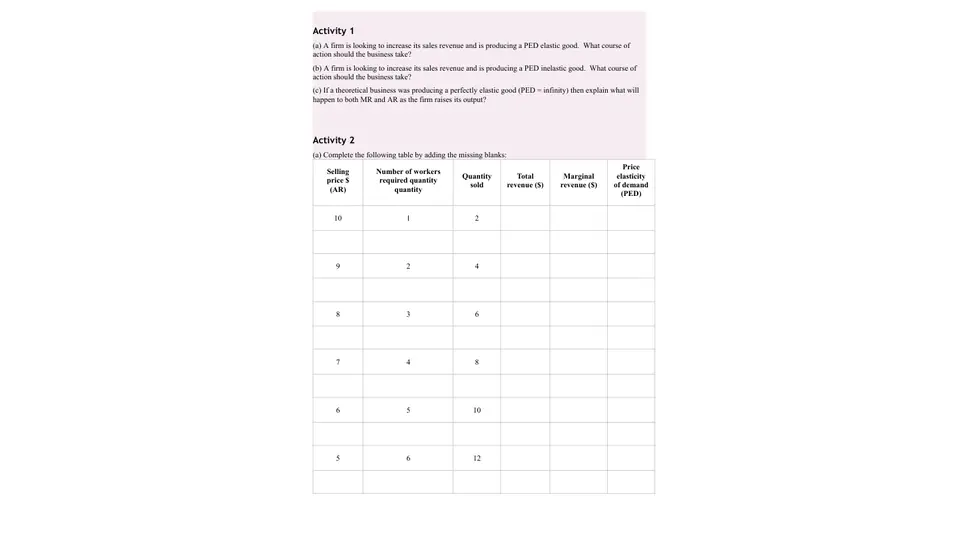 Activity 1
(a) A firm is looking to increase its sales revenue and is producing a PED elastic good.  What course of
action should the business take?
(b) A firm is looking to increase its sales revenue and is producing a PED inelastic good.  What course of
action should the business take?
(c) If a theoretical business was producing a perfectly elastic good (PED = infinity) then explain what will
happen to both MR and AR as the firm raises its output?
Activity 2
(a) Complete the following table by adding the missing blanks:
Selling price $ (AR) Number of workers required quantity quantity Quantity sold Total revenue ($) Marginal revenue ($) Price elasticity of demand (PED)
10 1 2
9 2 4
8 3 6
7 4 8
6 5 10
5 6 12